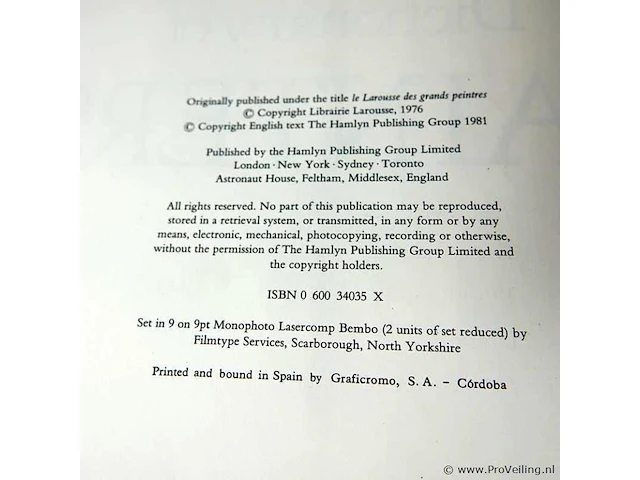 Originally published under the title le Larousse des grands peintres
© Copyright Librairie Larousse, 1976
© Copyright English text The Hamlyn Publishing Group 1981
Published by the Hamlyn Publishing Group Limited
London · New York · Sydney · Toronto
Astronaut House, Feltham, Middlesex, England
All rights reserved. No part of this publication may be reproduced,
stored in a retrieval system, or transmitted, in any form or by any
means, electronic, mechanical, photocopying, recording or otherwise,
without the permission of The Hamlyn Publishing Group Limited and
the copyright holders.
ISBN 0 600 34035 X
Set in 9 on 9pt Monophoto Lasercomp Bembo (2 units of set reduced) by
Filmtype Services, Scarborough, North Yorkshire
Printed and bound in Spain by Graficromo, S. A. – Córdoba
© www.ProVeiling.nl